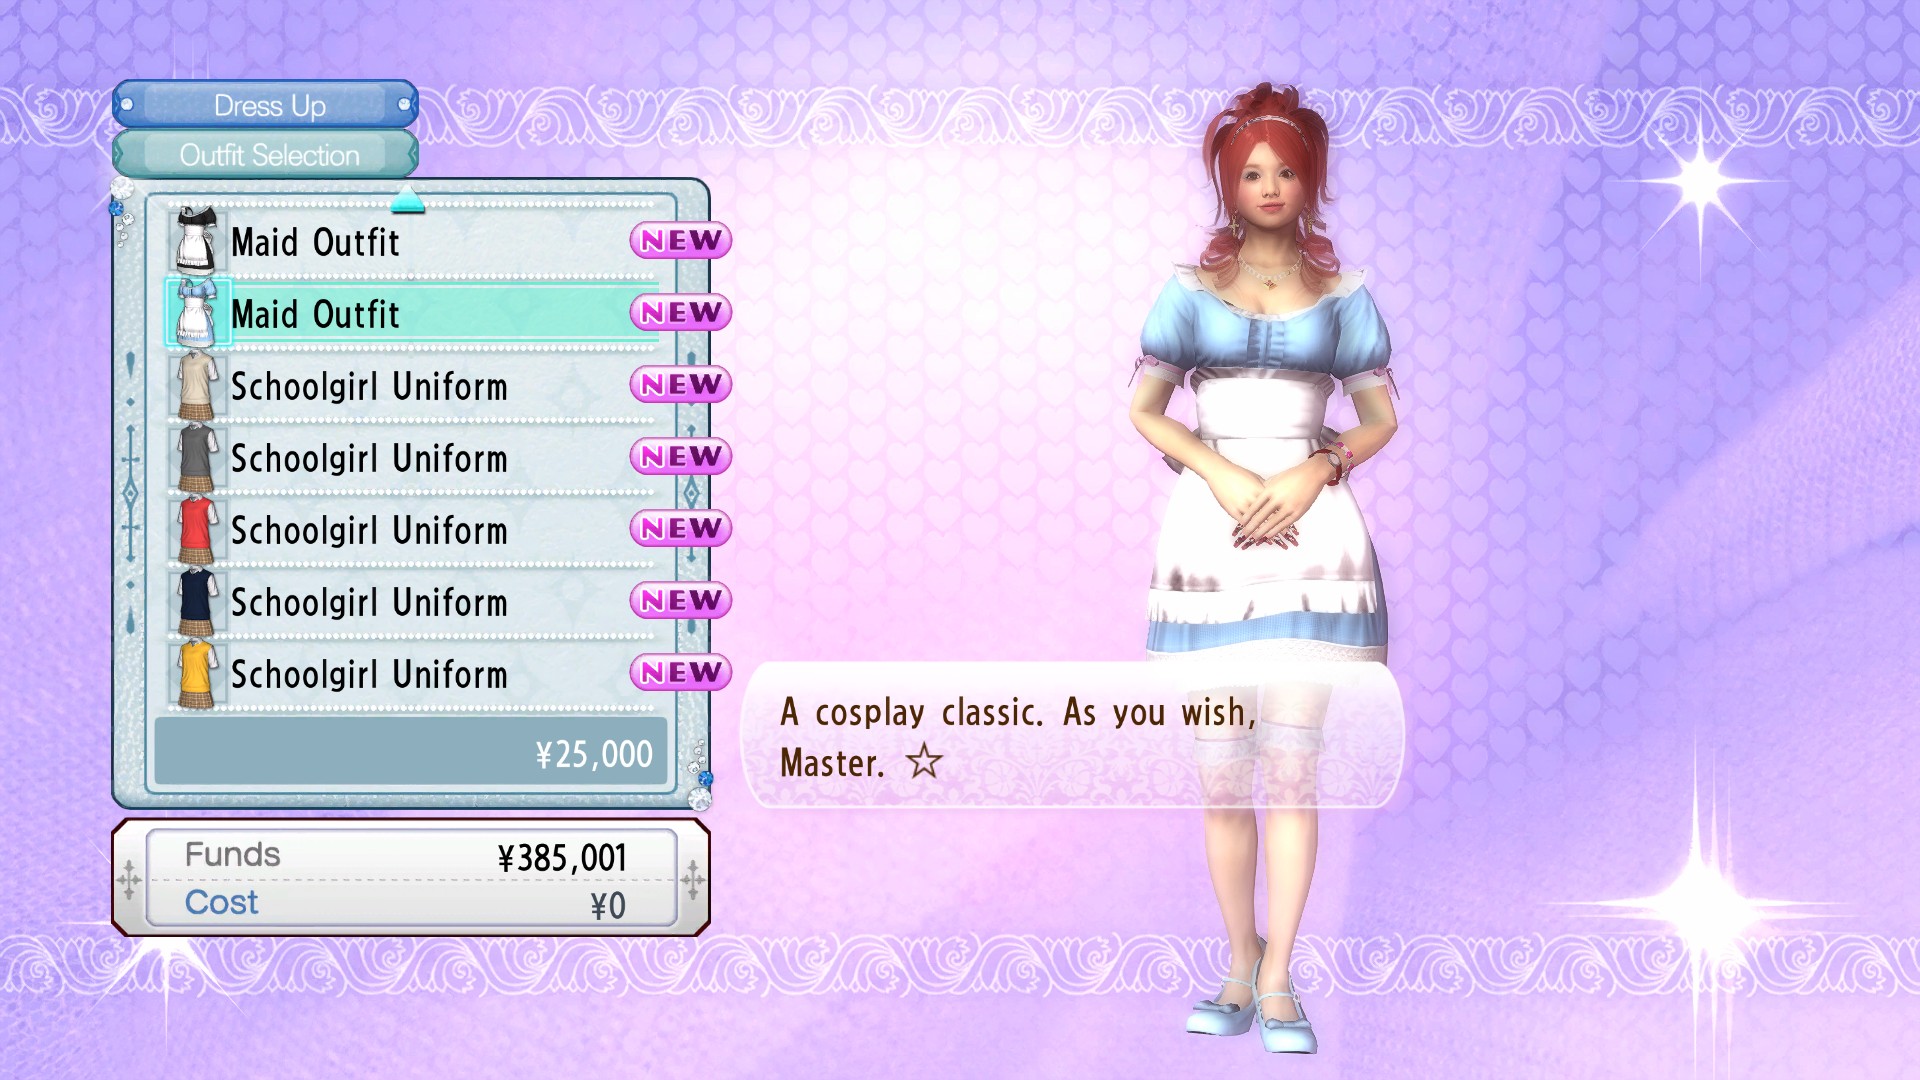 Dress Up
Outfit Selection
Maid Outfit NEW
Maid Outfit NEW
Schoolgirl Uniform NEW
Schoolgirl Uniform NEW
Schoolgirl Uniform NEW
Schoolgirl Uniform NEW
Schoolgirl Uniform NEW
¥25,000
Funds ¥385,001
Cost ¥0
A cosplay classic. As you wish,
Master. ☆